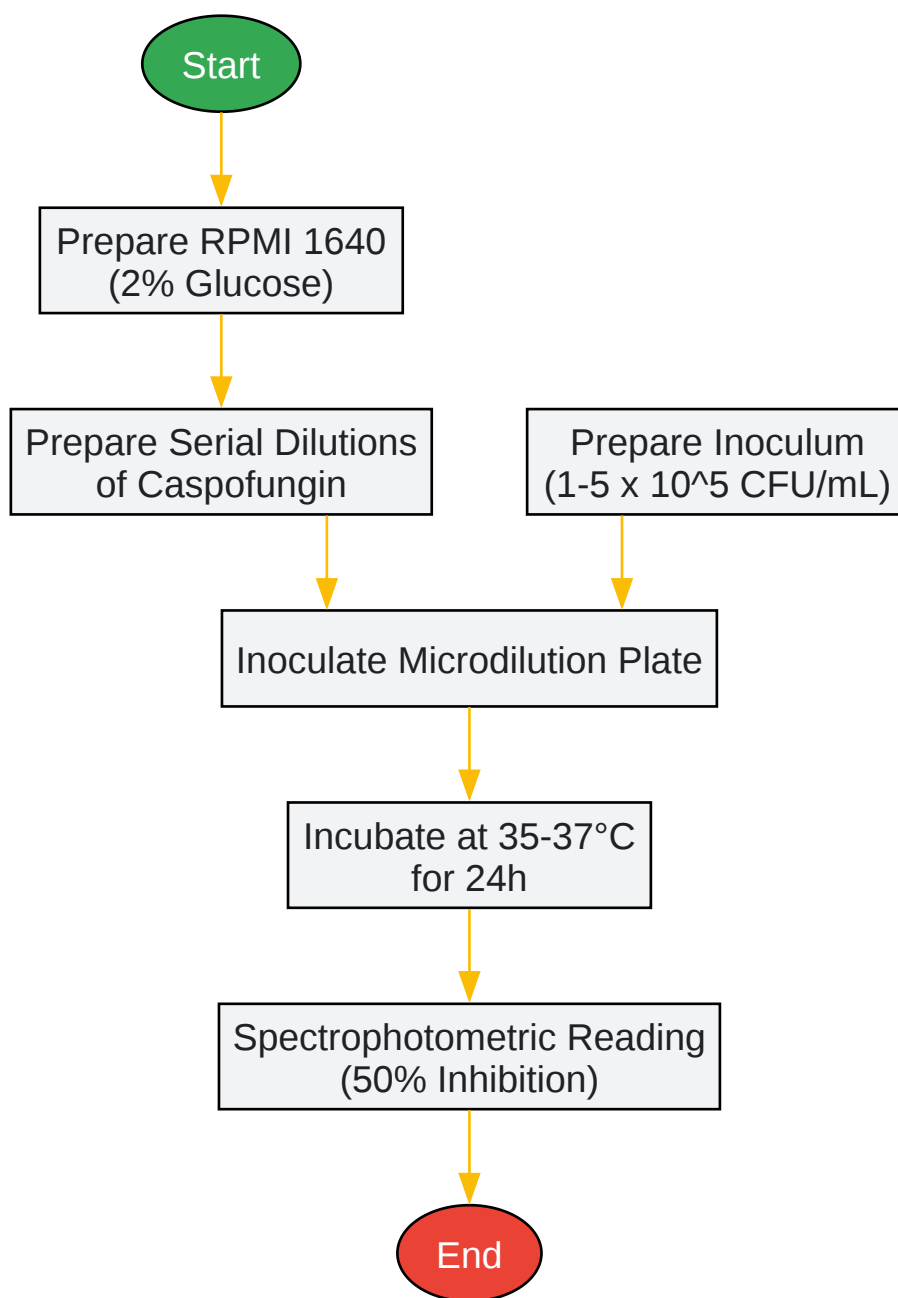 Start
Prepare RPMI 1640
(2% Glucose)
Prepare Serial Dilutions
of Caspofungin
Prepare Inoculum
(1-5 x 10^5 CFU/mL)
Inoculate Microdilution Plate
Incubate at 35-37°C
for 24h
Spectrophotometric Reading
(50% Inhibition)
End